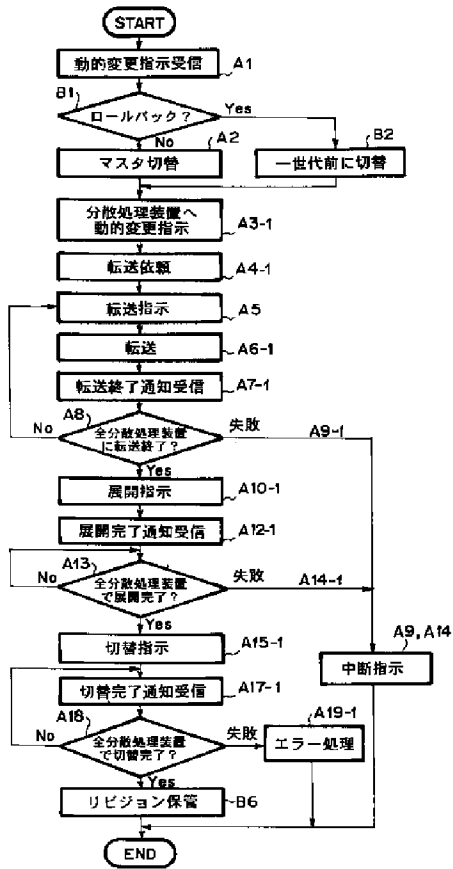 START
動的変更指示受信
A1
B1
ロールバック？
Yes
No
A2
B2
マスタ切替
一世代前に切替
分散処理装置へ
動的変更指示
A3-1
転送依頼
A4-1
転送指示
A5
転送
A6-1
転送終了通知受信
A7-1
A8
No
全分散処理装置
に転送終了？
失敗
A9-1
Yes
展開指示
A10-1
展開完了通知受信
A12-1
A13
No
全分散処理装置
で展開完了？
失敗
A14-1
Yes
切替指示
A15-1
A9, A14
中断指示
切替完了通知受信
A17-1
A18
No
全分散処理装置
で切替完了？
失敗
A19-1
エラー処理
Yes
リビジョン保管
B6
END